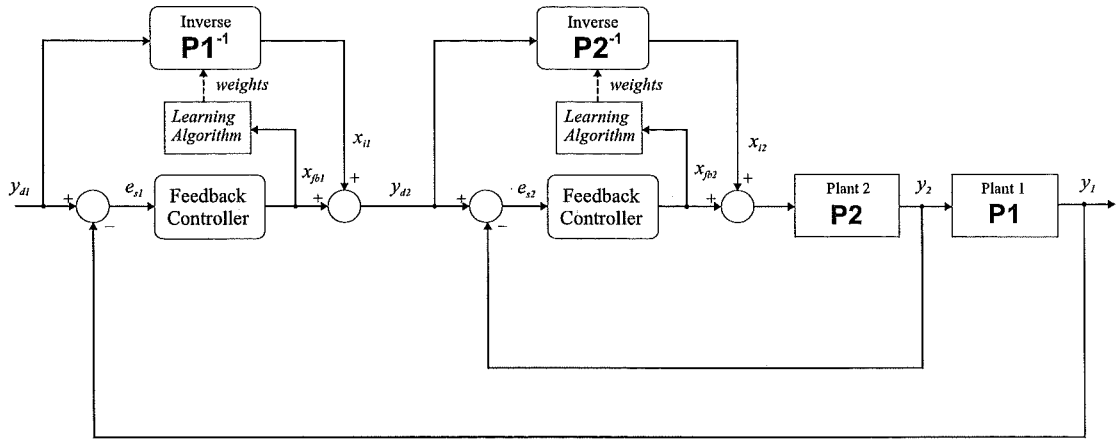 Inverse
P1⁻¹
weights
Learning
Algorithm
x_i1
y_d1
+
−
e_s1
Feedback
Controller
x_fb1
+
+
y_d2
Inverse
P2⁻¹
weights
Learning
Algorithm
x_i2
+
−
e_s2
Feedback
Controller
x_fb2
+
+
Plant 2
P2
y_2
Plant 1
P1
y_1